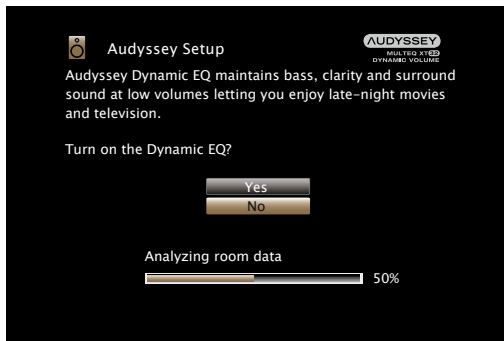 Audyssey Setup
AUDYSSEY
MULTEQ XT32
DYNAMIC VOLUME
Audyssey Dynamic EQ maintains bass, clarity and surround
sound at low volumes letting you enjoy late-night movies
and television.
Turn on the Dynamic EQ?
Yes
No
Analyzing room data
50%